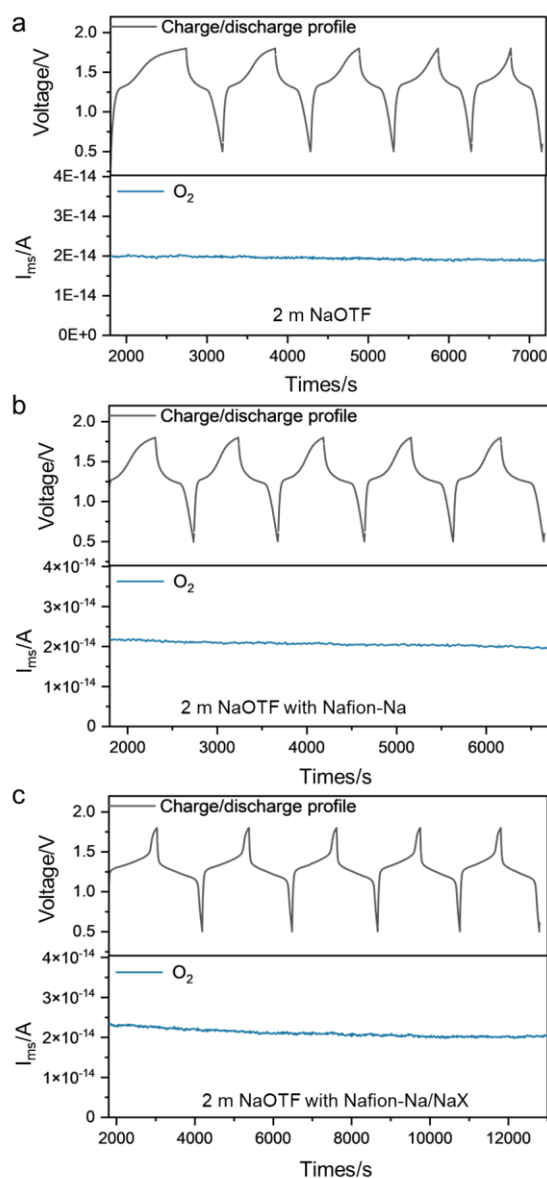 a
Charge/discharge profile
Voltage/V
2.0
1.5
1.0
0.5
O2
I_ms/A
4E-14
3E-14
2E-14
1E-14
0E+0
2 m NaOTF
2000 3000 4000 5000 6000 7000
Times/s
b
Charge/discharge profile
Voltage/V
2.0
1.5
1.0
0.5
O₂
I_ms/A
4×10⁻¹⁴
3×10⁻¹⁴
2×10⁻¹⁴
1×10⁻¹⁴
0
2 m NaOTF with Nafion-Na
2000 3000 4000 5000 6000
Times/s
c
Charge/discharge profile
Voltage/V
2.0
1.5
1.0
0.5
O₂
I_ms/A
4×10⁻¹⁴
3×10⁻¹⁴
2×10⁻¹⁴
1×10⁻¹⁴
0
2 m NaOTF with Nafion-Na/NaX
2000 4000 6000 8000 10000 12000
Times/s